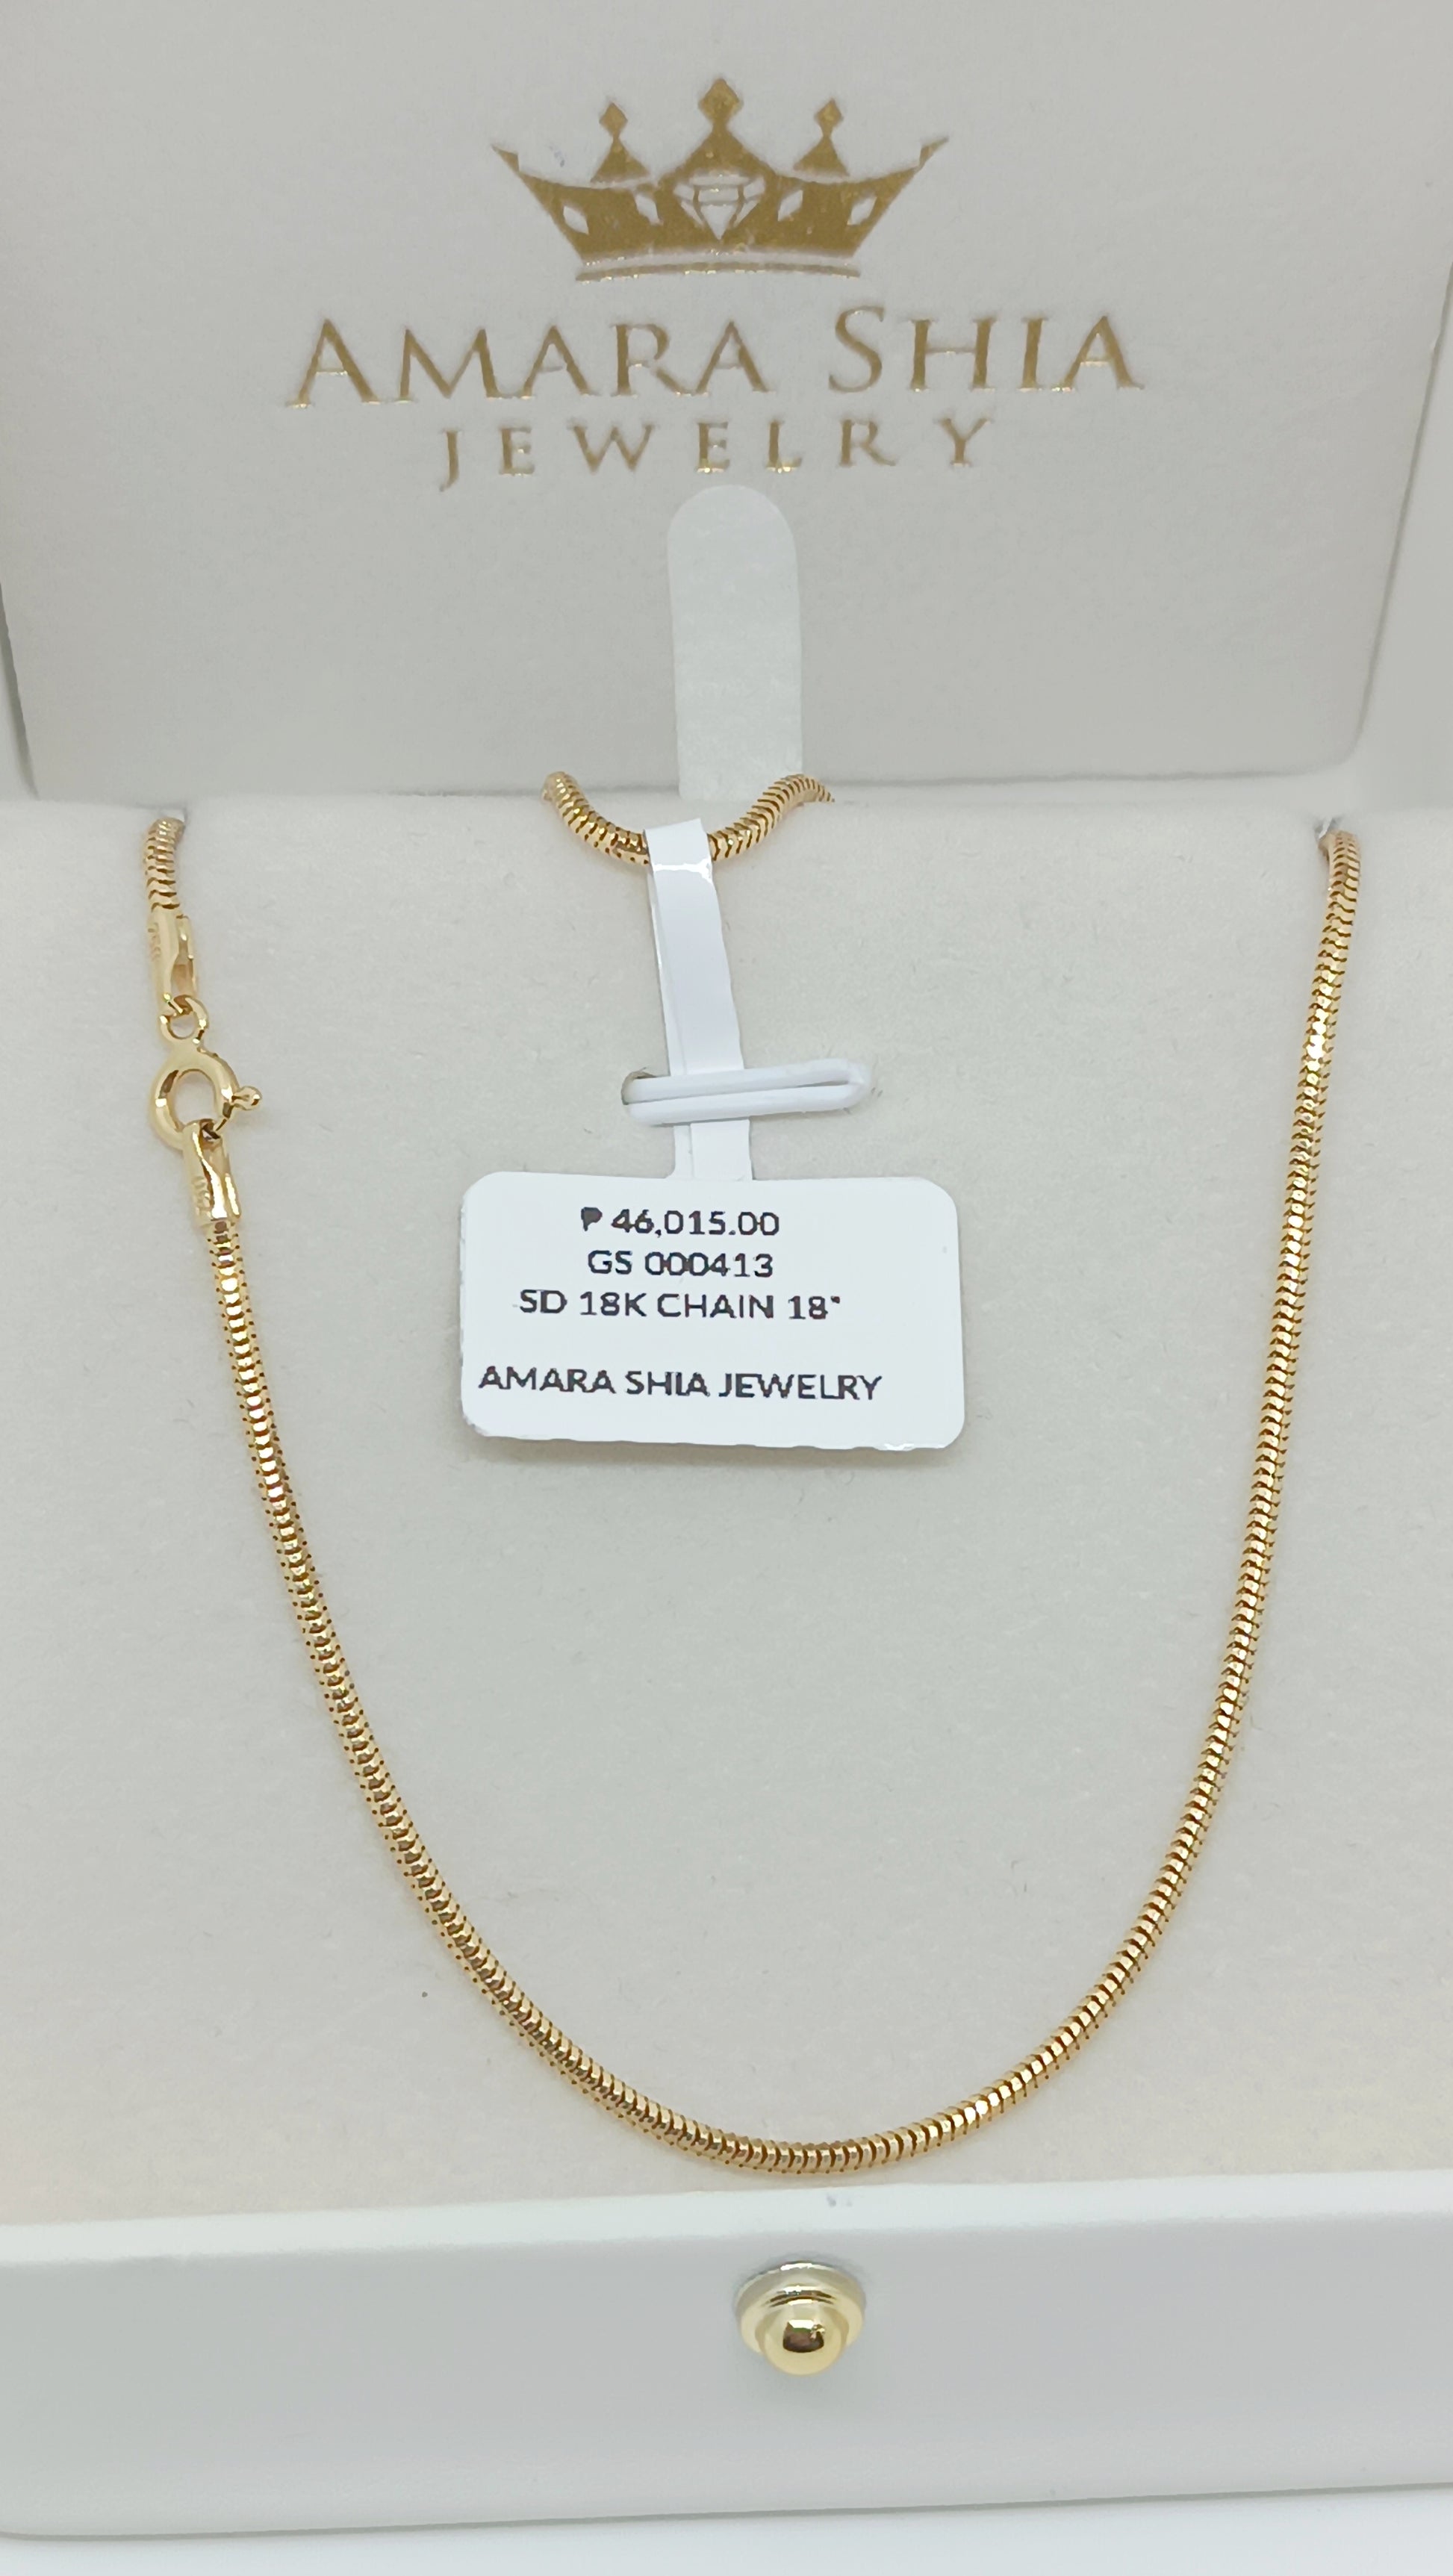 AMARA SHIA
JEWELRY
₱ 46,015.00
GS 000413
SD 18K CHAIN 18"
AMARA SHIA JEWELRY